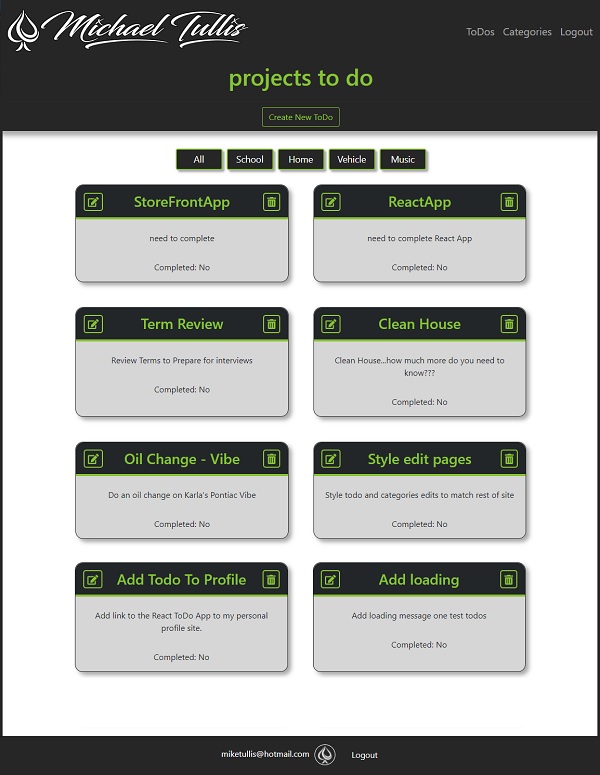 Michael Tullis
ToDos Categories Logout
projects to do
Create New ToDo
All School Home Vehicle Music
StoreFrontApp
need to complete
Completed: No
ReactApp
need to complete React App
Completed: No
Term Review
Review Terms to Prepare for interviews
Completed: No
Clean House
Clean House...how much more do you need to
know???
Completed: No
Oil Change - Vibe
Do an oil change on Karla's Pontiac Vibe
Completed: No
Style edit pages
Style todo and categories edits to match rest of site
Completed: No
Add Todo To Profile
Add link to the React ToDo App to my personal
profile site.
Completed: No
Add loading
Add loading message one test todos
Completed: No
miketullis@hotmail.com Logout